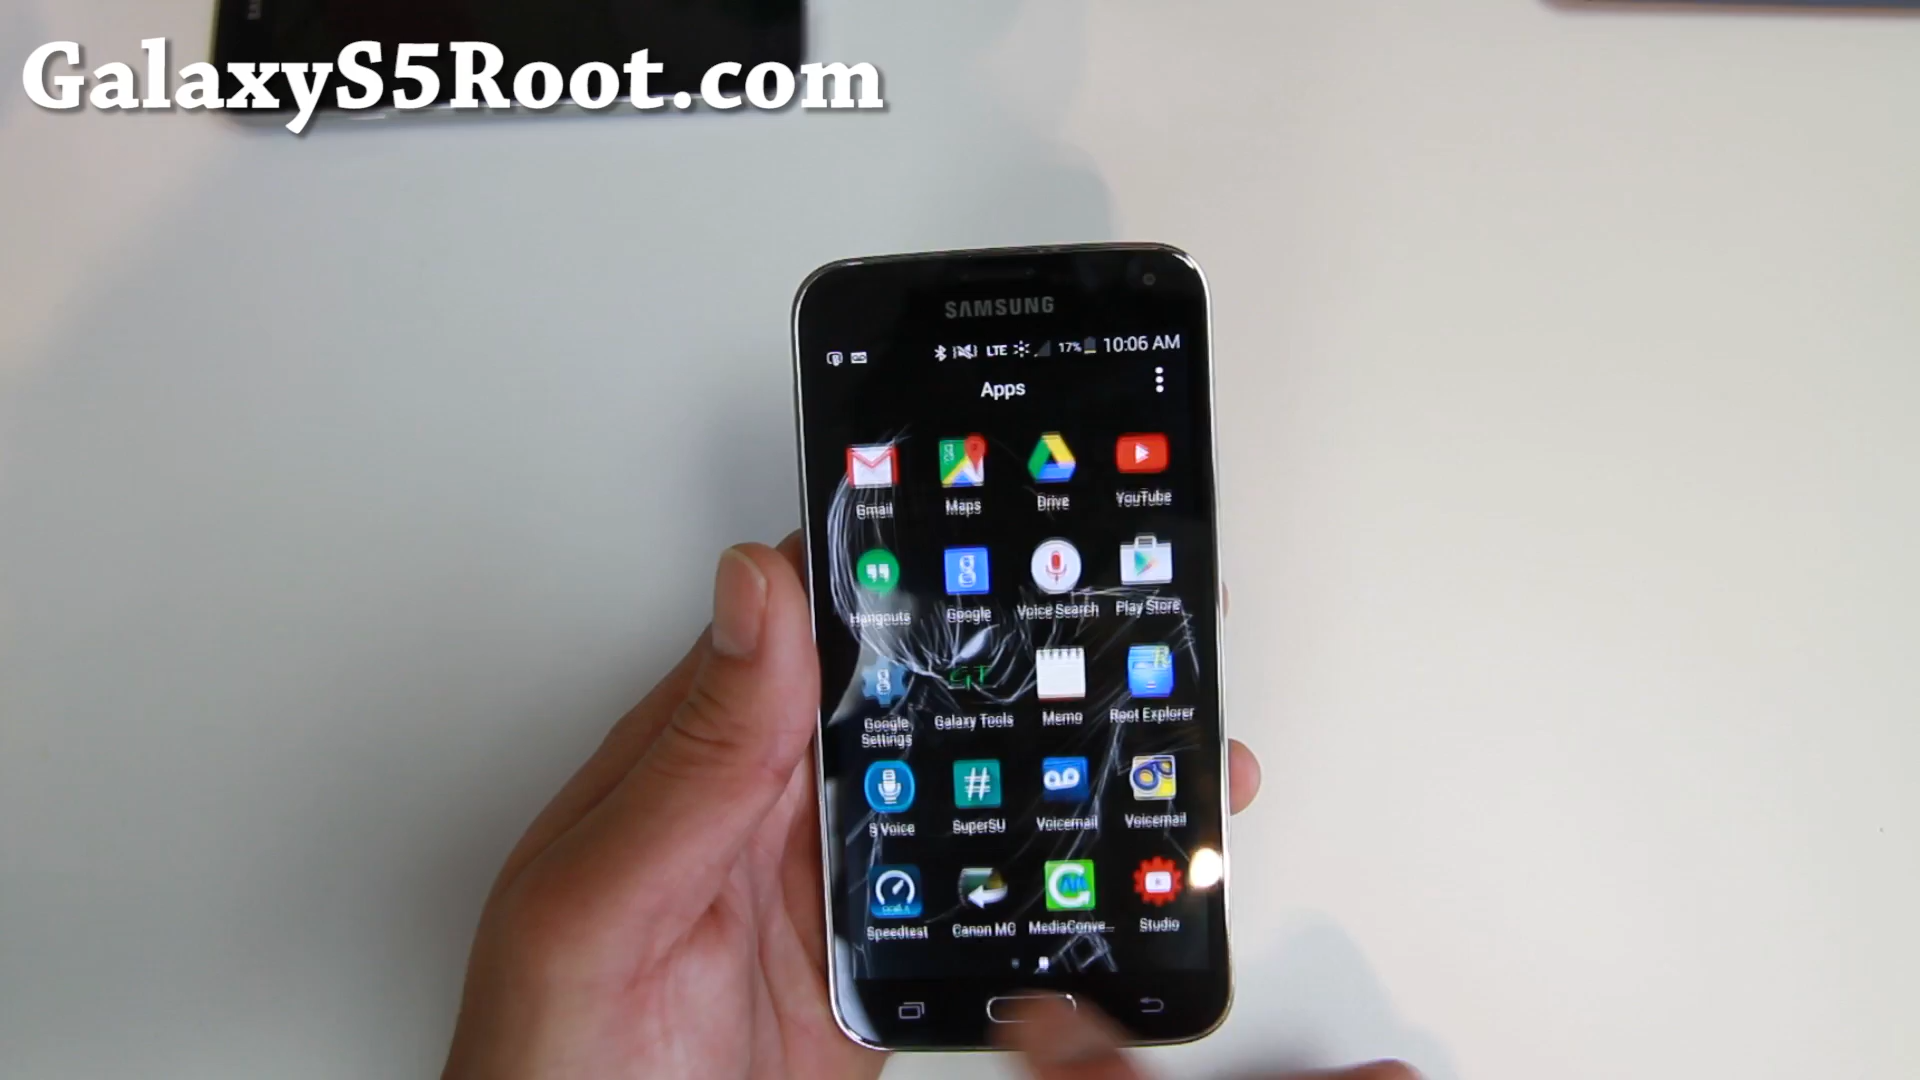 GalaxyS5Root.com
SAMSUNG
LTE 17% 10:06 AM
Apps
Gmail Maps Drive YouTube
Hangouts Google Voice Search Play Store
Google Settings Galaxy Tools Memo Root Explorer
S Voice SuperSU Voicemail Voicemail
Speedtest Canon MC MediaConve... Studio